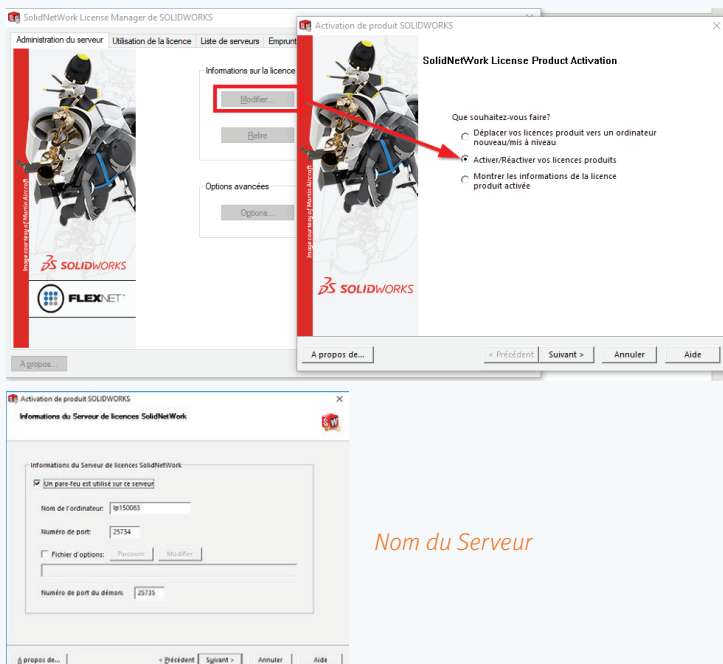 SolidNetWork License Manager de SOLIDWORKS
Administration du serveur Utilisation de la licence Liste de serveurs Emprunt
Informations sur la licence
Modifier...
Relire
Options avancées
Options...
Image courtesy of Martin Aircraft
SOLIDWORKS
FLEXNET
A propos...
Activation de produit SOLIDWORKS
SolidNetWork License Product Activation
Que souhaitez-vous faire?
Déplacer vos licences produit vers un ordinateur
nouveau/mis à niveau
Activer/Réactiver vos licences produits
Montrer les informations de la licence
produit activée
Image courtesy of Martin Aircraft
SOLIDWORKS
A propos de... < Précédent Suivant > Annuler Aide
Activation de produit SOLIDWORKS
Informations du Serveur de licences SolidNetWork
SW
Informations du Serveur de licences SolidNetWork
Un pare-feu est utilisé sur ce serveur
Nom de l'ordinateur: lp150083
Numéro de port: 25734
Fichier d'options: Parcourir Modifier
Numéro de port du démon: 25735
A propos de... < Précédent Suivant > Annuler Aide
Nom du Serveur